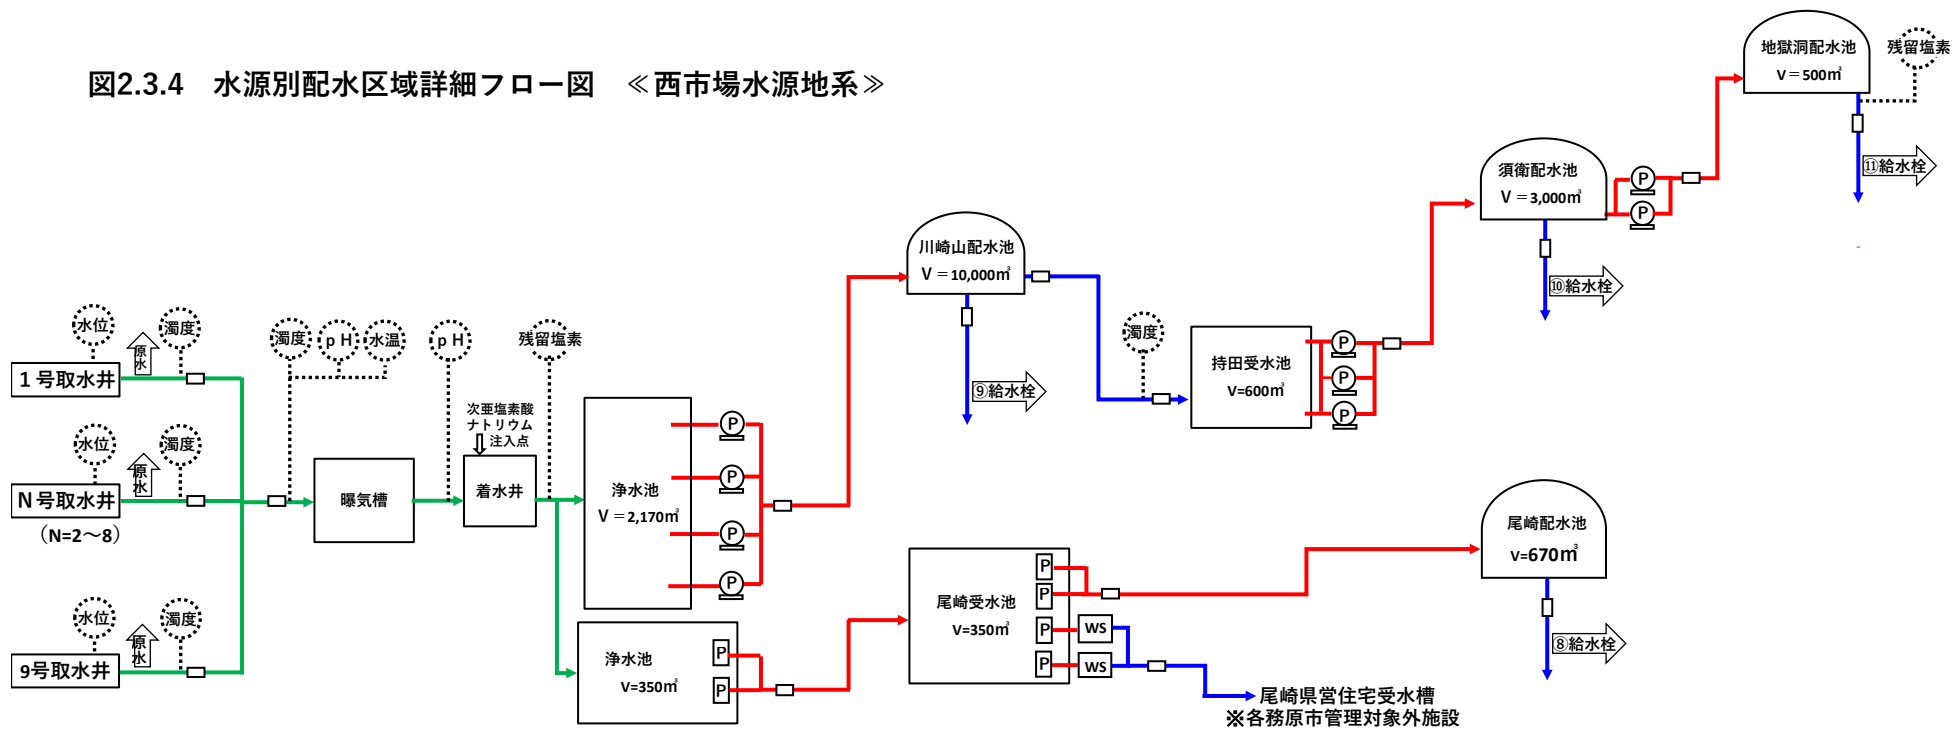 図2.3.4　水源別配水区域詳細フロー図　≪西市場水源地系≫
地獄洞配水池
V＝500㎥
残留塩素
⑪給水栓
須衛配水池
V＝3,000㎥
P
P
⑩給水栓
川崎山配水池
V＝10,000㎥
⑨給水栓
濁度
持田受水池
V=600㎥
P
P
P
水位
原水
濁度
1号取水井
水位
原水
濁度
N号取水井
（N=2～8）
水位
原水
濁度
9号取水井
濁度
pH
水温
pH
残留塩素
次亜塩素酸
ナトリウム
注入点
曝気槽
着水井
浄水池
V＝2,170㎥
P
P
P
P
浄水池
V=350㎥
P
P
尾崎受水池
V=350㎥
P
P
P
P
WS
WS
尾崎配水池
V=670㎥
⑧給水栓
尾崎県営住宅受水槽
※各務原市管理対象外施設